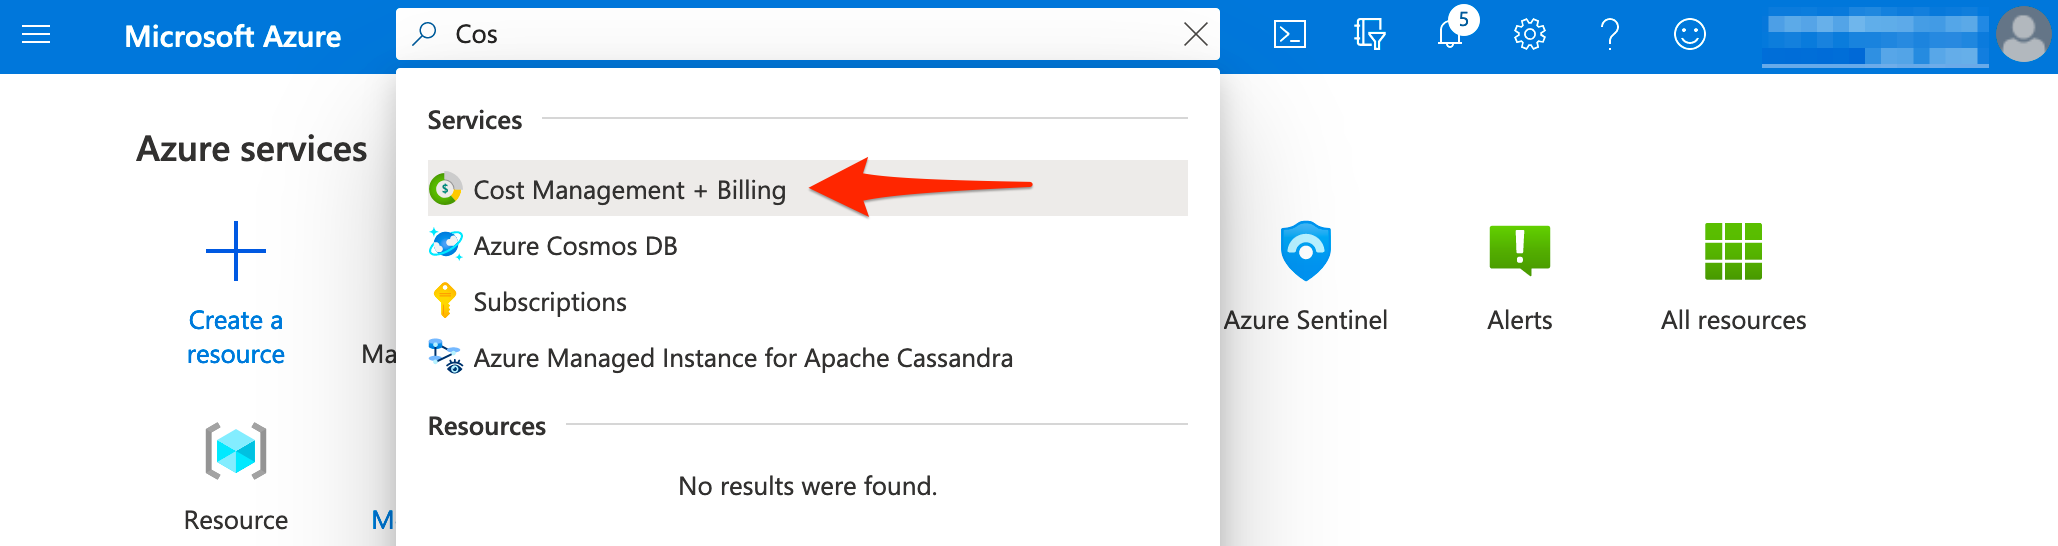 Microsoft Azure
Cos
5
Azure services
Services
Cost Management + Billing
Azure Cosmos DB
Subscriptions
Azure Managed Instance for Apache Cassandra
Resources
No results were found.
Create a
resource
Ma
Azure Sentinel
Alerts
All resources
Resource
M